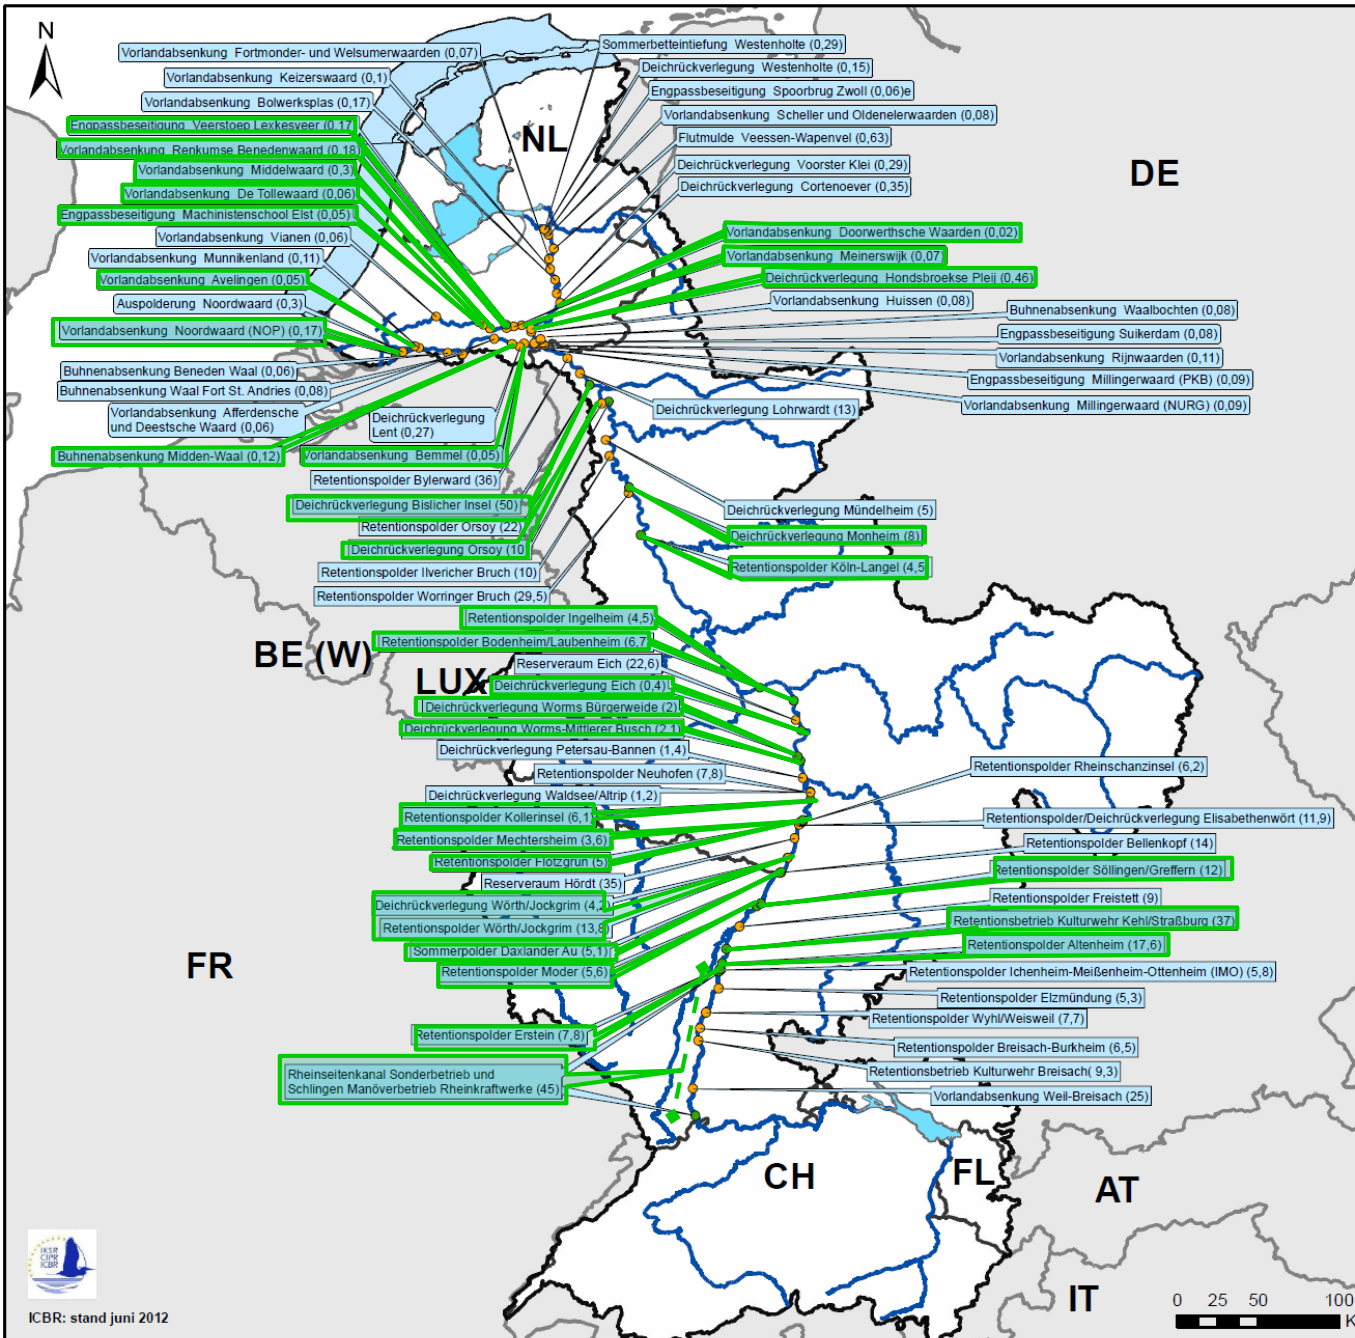 N
Vorlandabsenkung Fortmonder- und Welsumerwaarden (0,07)
Vorlandabsenkung Keizerswaard (0,1)
Vorlandabsenkung Bolwerksplas (0,17)
Engpassbeseitigung Veerstoep Lexkesveer (0,17
Vorlandabsenkung Renkumse Benedenwaard (0,18)
Vorlandabsenkung Middelwaard (0,3)
Vorlandabsenkung De Tollewaard (0,06)
Engpassbeseitigung Machinistenschool Elst (0,05)
Vorlandabsenkung Vianen (0,06)
Vorlandabsenkung Munnikenland (0,11)
Vorlandabsenkung Avelingen (0,05)
Auspolderung Noordwaard (0,3)
Vorlandabsenkung Noordwaard (NOP) (0,17)
Buhnenabsenkung Beneden Waal (0,06)
Buhnenabsenkung Waal Fort St. Andries (0,08)
Vorlandabsenkung Afferdensche
und Deestsche Waard (0,06)
Buhnenabsenkung Midden-Waal (0,12)
Deichrückverlegung
Lent (0,27)
Vorlandabsenkung Bemmel (0,05)
Retentionspolder Bylerward (36)
Deichrückverlegung Bislicher Insel (50)
Retentionspolder Orsoy (22)
Deichrückverlegung Orsoy (10
Retentionspolder Ilvericher Bruch (10)
Retentionspolder Worringer Bruch (29,5)
Sommerbetteintiefung Westenholte (0,29)
Deichrückverlegung Westenholte (0,15)
Engpassbeseitigung Spoorbrug Zwoll (0,06)e
Vorlandabsenkung Scheller und Oldenelerwaarden (0,08)
Flutmulde Veessen-Wapenvel (0,63)
Deichrückverlegung Voorster Klei (0,29)
Deichrückverlegung Cortenoever (0,35)
Vorlandabsenkung Doorwerthsche Waarden (0,02)
Vorlandabsenkung Meinerswijk (0,07)
Deichrückverlegung Hondsbroekse Pleij (0,46)
Vorlandabsenkung Huissen (0,08)
Buhnenabsenkung Waalbochten (0,08)
Engpassbeseitigung Suikerdam (0,08)
Vorlandabsenkung Rijnwaarden (0,11)
Engpassbeseitigung Millingerwaard (PKB) (0,09)
Vorlandabsenkung Millingerwaard (NURG) (0,09)
Deichrückverlegung Lohrwardt (13)
Deichrückverlegung Mündelheim (5)
Deichrückverlegung Monheim (8)
Retentionspolder Köln-Langel (4,5
NL
DE
BE (W)
LUX
Retentionspolder Ingelheim (4,5)
Retentionspolder Bodenheim/Laubenheim (6,7
Reserveraum Eich (22,6)
Deichrückverlegung Eich (0,4)
Deichrückverlegung Worms Bürgerweide (2)
Deichrückverlegung Worms-Mittlerer Busch (2,1)
Deichrückverlegung Petersau-Bannen (1,4)
Retentionspolder Neuhofen (7,8)
Deichrückverlegung Waldsee/Altrip (1,2)
Retentionspolder Kollerinsel (6,1)
Retentionspolder Mechtersheim (3,6)
Retentionspolder Flotzgrün (5)
Reserveraum Hördt (35)
Deichrückverlegung Wörth/Jockgrim (4,2
Retentionspolder Wörth/Jockgrim (13,8
Sommerpolder Daxlander Au (5,1)
Retentionspolder Moder (5,6)
Retentionspolder Erstein (7,8)
Rheinseitenkanal Sonderbetrieb und
Schlingen Manöverbetrieb Rheinkraftwerke (45)
Retentionspolder Rheinschanzinsel (6,2)
Retentionspolder/Deichrückverlegung Elisabethenwört (11,9)
Retentionspolder Bellenkopf (14)
Retentionspolder Söllingen/Greffern (12)
Retentionspolder Freistett (9)
Retentionsbetrieb Kulturwehr Kehl/Straßburg (37)
Retentionspolder Altenheim (17,6)
Retentionspolder Ichenheim-Meißenheim-Ottenheim (IMO) (5,8)
Retentionspolder Elzmündung (5,3)
Retentionspolder Wyhl/Weisweil (7,7)
Retentionspolder Breisach-Burkheim (6,5)
Retentionsbetrieb Kulturwehr Breisach( 9,3)
Vorlandabsenkung Weil-Breisach (25)
FR
CH
FL
AT
IT
IKSR
CIPR
ICBR
ICBR: stand juni 2012
0 25 50 100
K